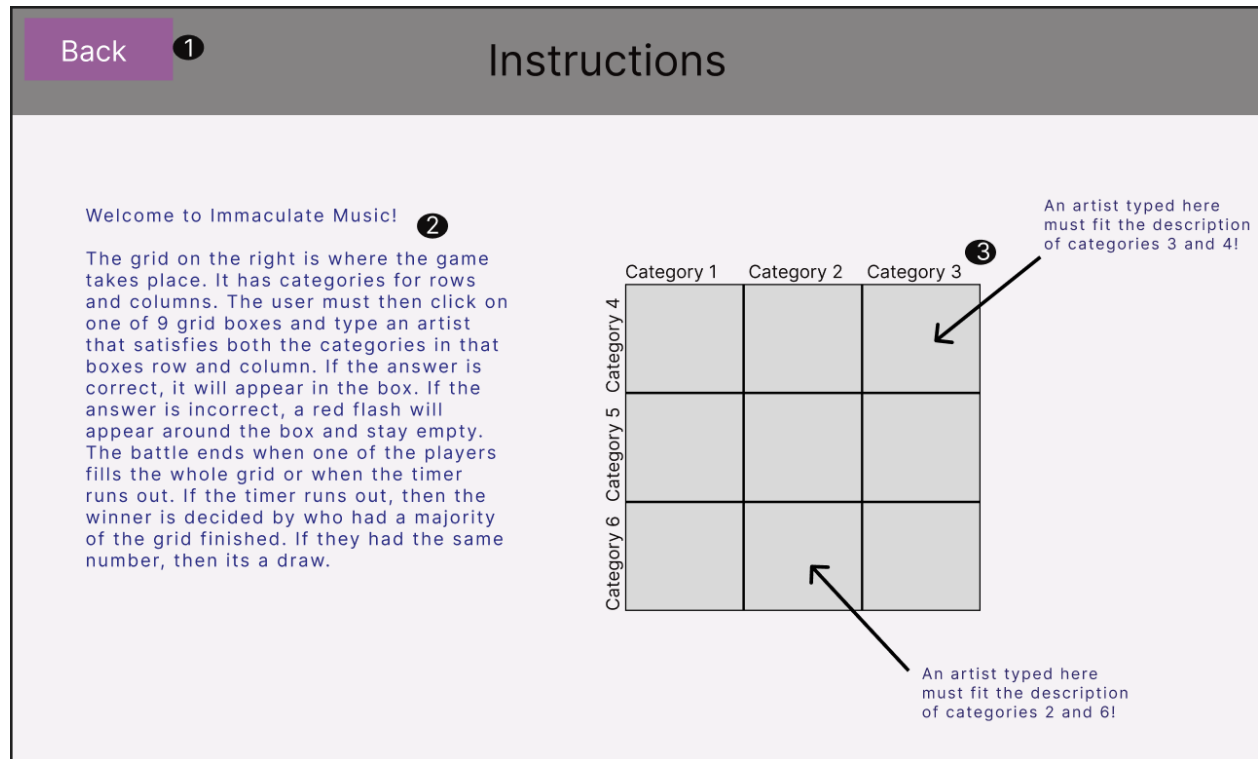 Back
1
Instructions
Welcome to Immaculate Music!
2
The grid on the right is where the game
takes place. It has categories for rows
and columns. The user must then click on
one of 9 grid boxes and type an artist
that satisfies both the categories in that
boxes row and column. If the answer is
correct, it will appear in the box. If the
answer is incorrect, a red flash will
appear around the box and stay empty.
The battle ends when one of the players
fills the whole grid or when the timer
runs out. If the timer runs out, then the
winner is decided by who had a majority
of the grid finished. If they had the same
number, then its a draw.
An artist typed here
must fit the description
of categories 3 and 4!
3
Category 1
Category 2
Category 3
Category 4
Category 5
Category 6
An artist typed here
must fit the description
of categories 2 and 6!